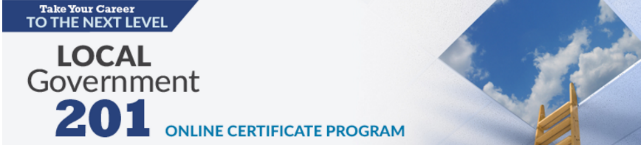 Take Your Career
TO THE NEXT LEVEL
LOCAL
Government
201 ONLINE CERTIFICATE PROGRAM